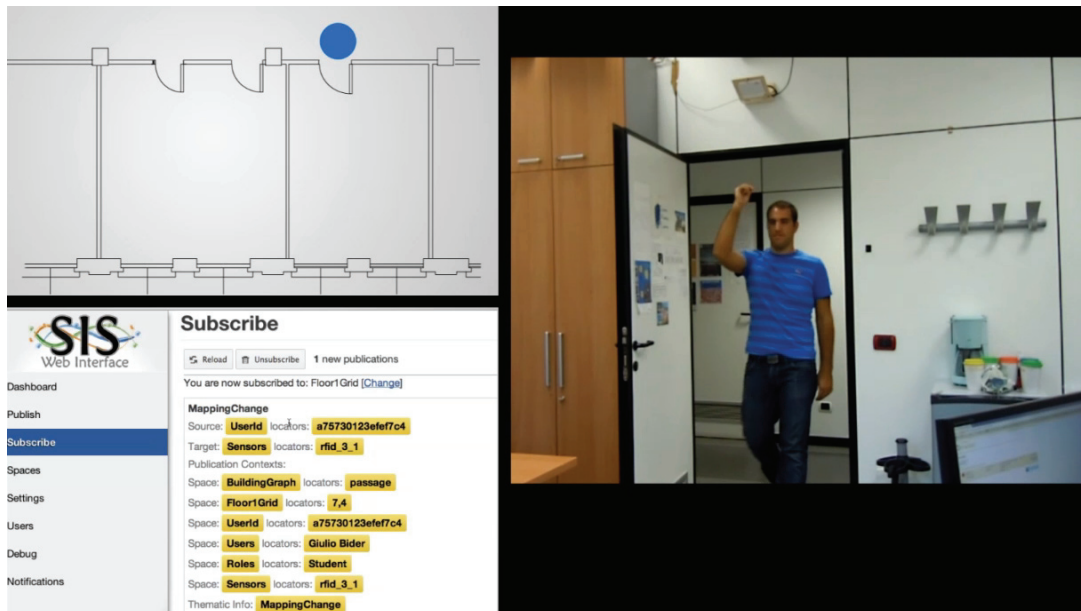 SIS
Web Interface
Dashboard
Publish
Subscribe
Spaces
Settings
Users
Debug
Notifications
Subscribe
Reload Unsubscribe 1 new publications
You are now subscribed to: Floor1Grid [Change]
MappingChange
Source: UserId locators: a75730123efef7c4
Target: Sensors locators: rfid_3_1
Publication Contexts:
Space: BuildingGraph locators: passage
Space: Floor1Grid locators: 7,4
Space: UserId locators: a75730123efef7c4
Space: Users locators: Giulio Bider
Space: Roles locators: Student
Space: Sensors locators: rfid_3_1
Thematic Info: MappingChange